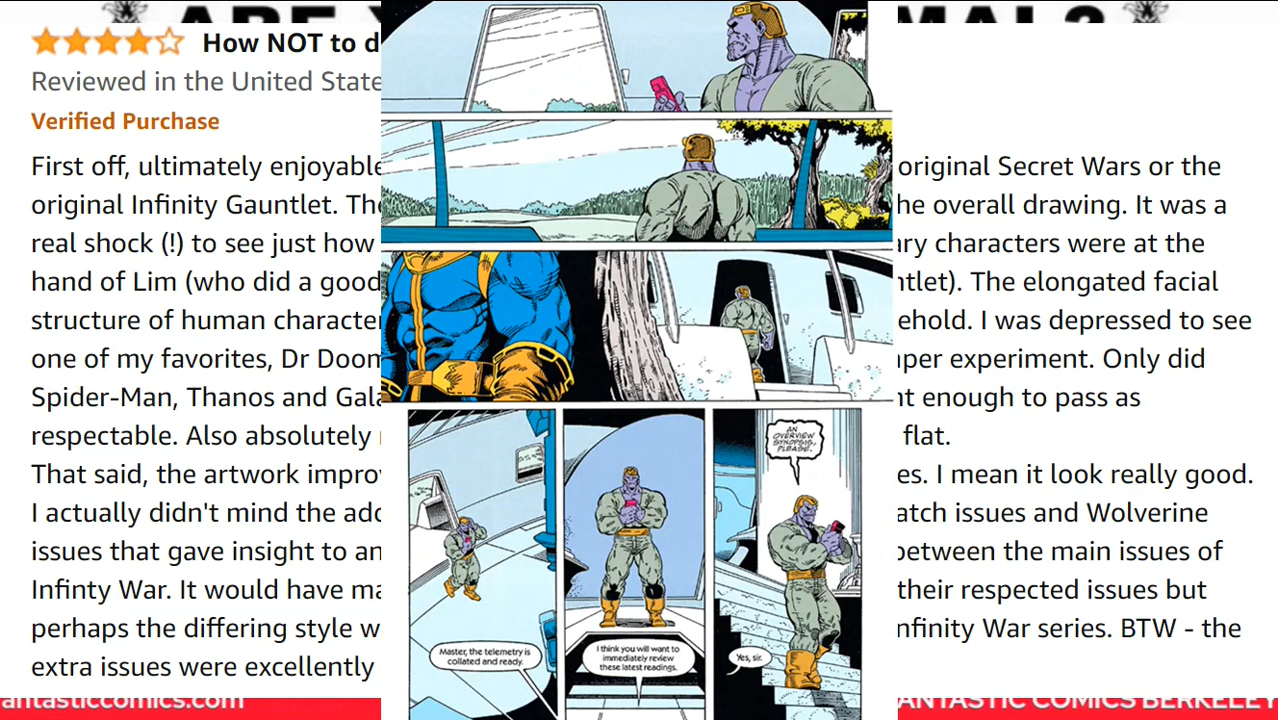 ARE
MAL?
How NOT to d
Reviewed in the United State
Verified Purchase
First off, ultimately enjoyable original Secret Wars or the
original Infinity Gauntlet. The he overall drawing. It was a
real shock (!) to see just how ary characters were at the
hand of Lim (who did a good ntlet). The elongated facial
structure of human character ehold. I was depressed to see
one of my favorites, Dr Doom per experiment. Only did
Spider-Man, Thanos and Gala nt enough to pass as
respectable. Also absolutely flat.
That said, the artwork improv es. I mean it look really good.
I actually didn't mind the add atch issues and Wolverine
issues that gave insight to an between the main issues of
Infinty War. It would have ma their respected issues but
perhaps the differing style w nfinity War series. BTW - the
extra issues were excellently
AN
OVERVIEW
SYNOPSIS,
PLEASE.
Master, the telemetry is
collated and ready.
I think you will want to
immediately review
these latest readings.
Yes, sir.
antasticcomics.com
ANTASTIC COMICS BERKELEY